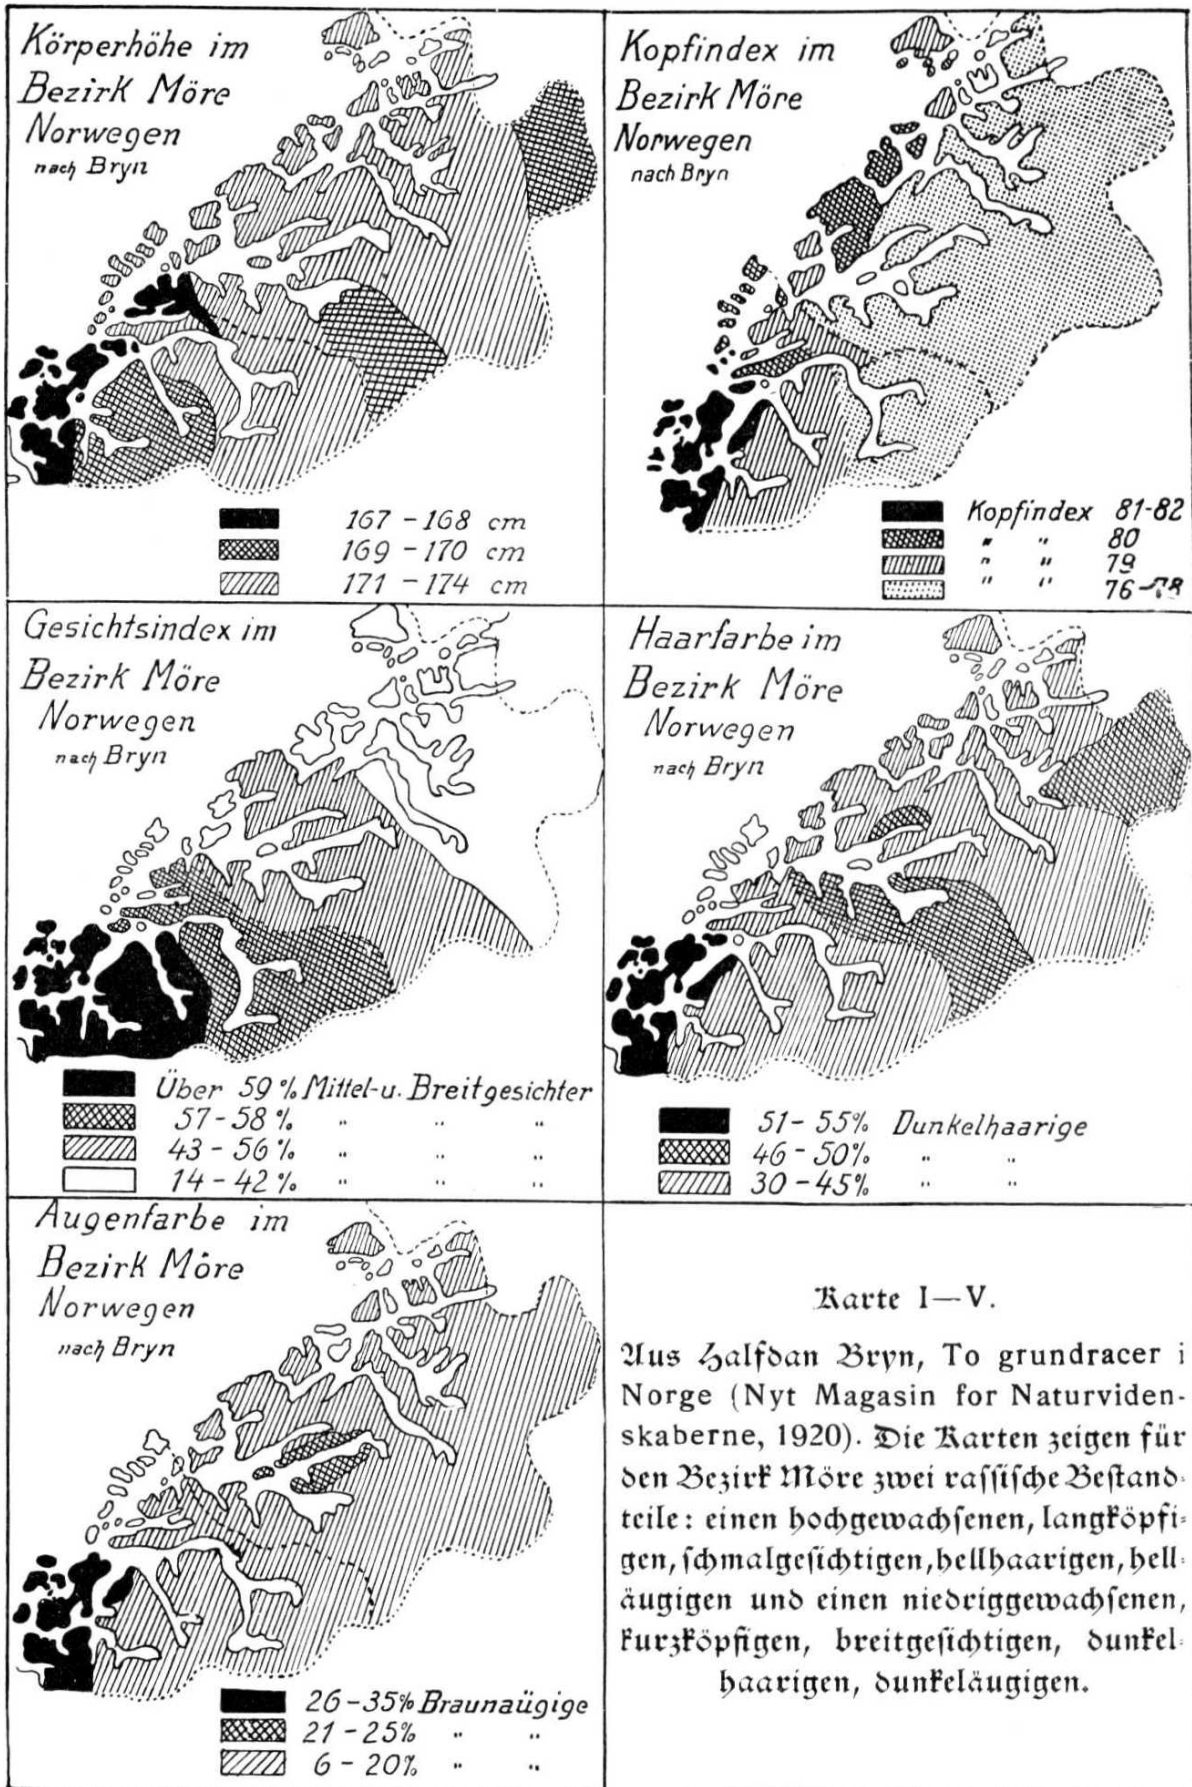 Körperhöhe im
Bezirk Möre
Norwegen
nach Bryn
167 - 168 cm
169 - 170 cm
171 - 174 cm
Kopfindex im
Bezirk Möre
Norwegen
nach Bryn
Kopfindex 81-82
" " 80
" " 79
" " 76-78
Gesichtsindex im
Bezirk Möre
Norwegen
nach Bryn
Über 59 % Mittel-u. Breitgesichter
57-58 % " " "
43-56 % " " "
14-42 % " " "
Haarfarbe im
Bezirk Möre
Norwegen
nach Bryn
51-55% Dunkelhaarige
46-50% " "
30-45% " "
Augenfarbe im
Bezirk Möre
Norwegen
nach Bryn
26-35% Braunaügige
21-25% " "
6-20% " "
Karte I—V.
Aus Halfdan Bryn, To grundracer i
Norge (Nyt Magasin for Naturviden-
skaberne, 1920). Die Karten zeigen für
den Bezirk Möre zwei rassische Bestand-
teile: einen hochgewachsenen, langköpfi-
gen, schmalgesichtigen, hellhaarigen, hell-
äugigen und einen niedriggewachsenen,
kurzköpfigen, breitgesichtigen, dunkel-
haarigen, dunkeläugigen.